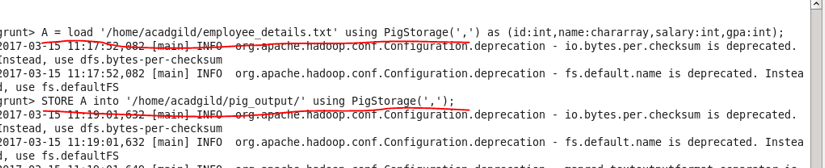 grunt> A = load '/home/acadgild/employee_details.txt' using PigStorage(',') as (id:int,name:chararray,salary:int,gpa:int);
2017-03-15 11:17:52,082 [main] INFO  org.apache.hadoop.conf.Configuration.deprecation - io.bytes.per.checksum is deprecated.
Instead, use dfs.bytes-per-checksum
2017-03-15 11:17:52,082 [main] INFO  org.apache.hadoop.conf.Configuration.deprecation - fs.default.name is deprecated. Instea
d, use fs.defaultFS
grunt> STORE A into '/home/acadgild/pig_output/' using PigStorage(',');
2017-03-15 11:19:01,632 [main] INFO  org.apache.hadoop.conf.Configuration.deprecation - io.bytes.per.checksum is deprecated.
Instead, use dfs.bytes-per-checksum
2017-03-15 11:19:01,632 [main] INFO  org.apache.hadoop.conf.Configuration.deprecation - fs.default.name is deprecated. Instea
d, use fs.defaultFS